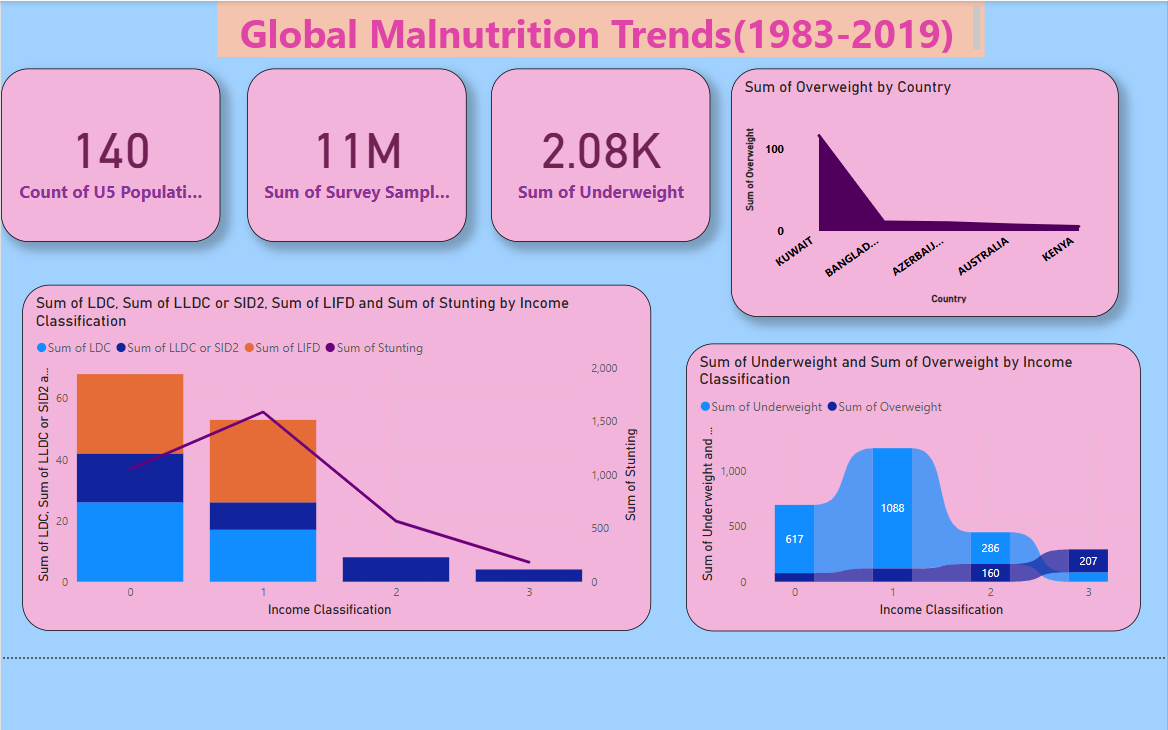 Global Malnutrition Trends(1983-2019)
140
Count of U5 Populati...
11M
Sum of Survey Sampl...
2.08K
Sum of Underweight
Sum of Overweight by Country
Sum of Overweight
100
0
KUWAIT
BANGLAD...
AZERBAIJ...
AUSTRALIA
KENYA
Country
Sum of LDC, Sum of LLDC or SID2, Sum of LIFD and Sum of Stunting by Income
Classification
Sum of LDC Sum of LLDC or SID2 Sum of LIFD Sum of Stunting
Sum of LDC, Sum of LLDC or SID2 a...
60
40
20
0
2,000
1,500
1,000
500
0
Sum of Stunting
0 1 2 3
Income Classification
Sum of Underweight and Sum of Overweight by Income
Classification
Sum of Underweight Sum of Overweight
Sum of Underweight and ...
1,000
500
0
617
1088
286
160
207
0 1 2 3
Income Classification